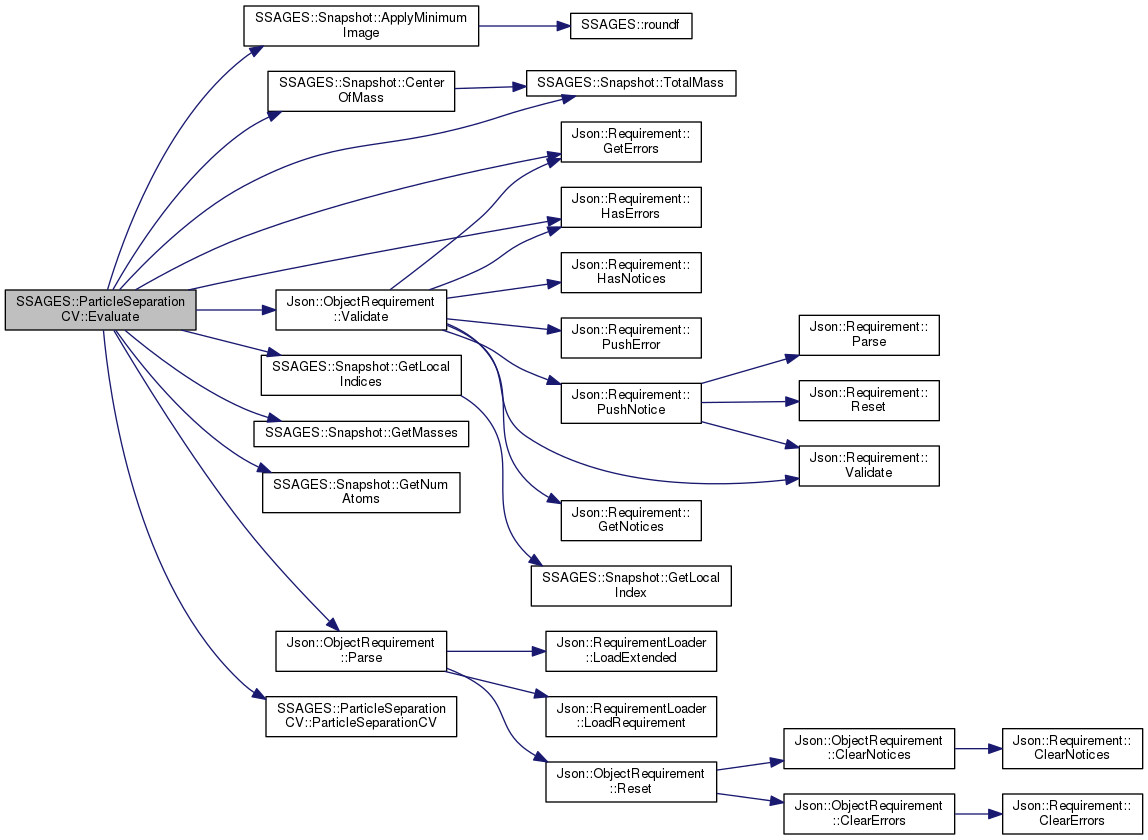 SSAGES::Snapshot::ApplyMinimum
Image
SSAGES::roundf
SSAGES::Snapshot::Center
OfMass
SSAGES::Snapshot::TotalMass
Json::Requirement::
GetErrors
Json::Requirement::
HasErrors
Json::Requirement::
HasNotices
SSAGES::ParticleSeparation
CV::Evaluate
Json::ObjectRequirement
::Validate
Json::Requirement::
PushError
Json::Requirement::
Parse
SSAGES::Snapshot::GetLocal
Indices
Json::Requirement::
PushNotice
Json::Requirement::
Reset
SSAGES::Snapshot::GetMasses
Json::Requirement::
Validate
SSAGES::Snapshot::GetNum
Atoms
Json::Requirement::
GetNotices
SSAGES::Snapshot::GetLocal
Index
Json::ObjectRequirement
::Parse
Json::RequirementLoader
::LoadExtended
SSAGES::ParticleSeparation
CV::ParticleSeparationCV
Json::RequirementLoader
::LoadRequirement
Json::ObjectRequirement
::Reset
Json::ObjectRequirement
::ClearNotices
Json::Requirement::
ClearNotices
Json::ObjectRequirement
::ClearErrors
Json::Requirement::
ClearErrors